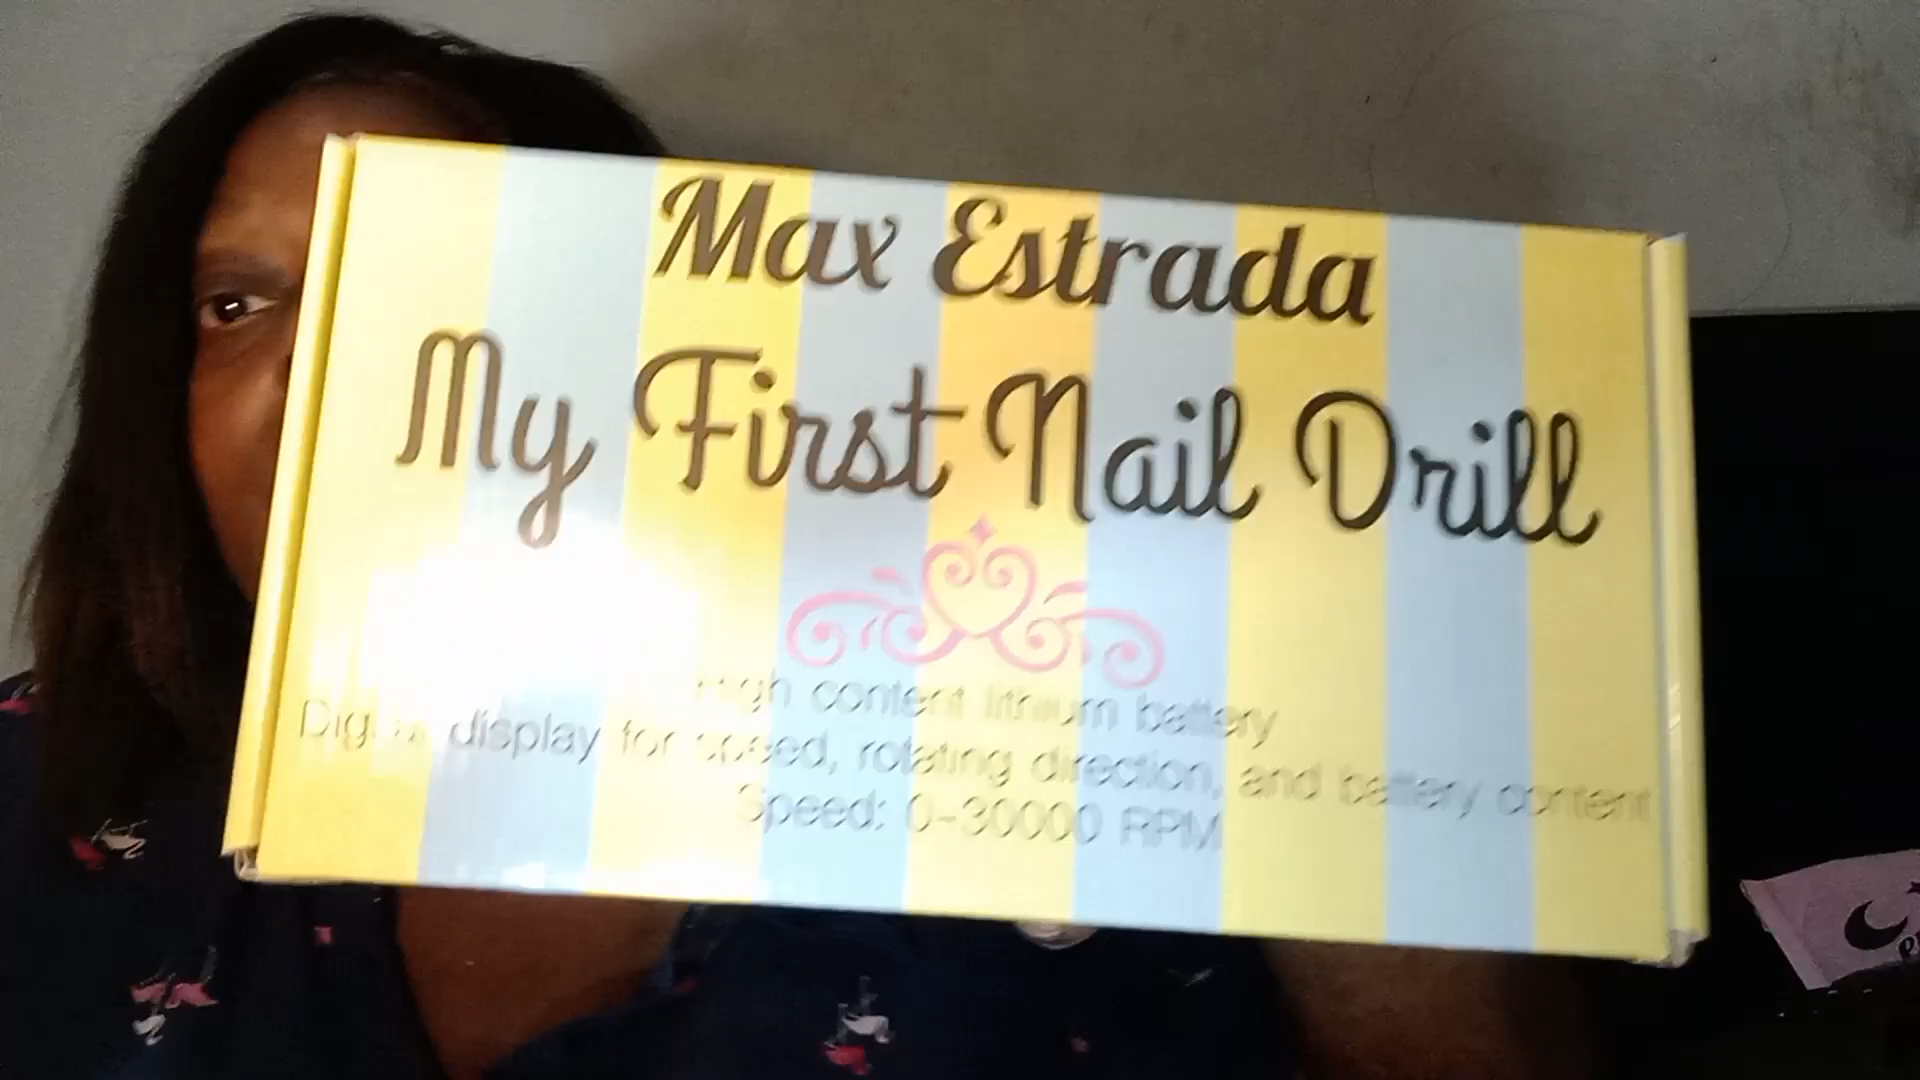 Max Estrada
My First Nail Drill
High content lithium battery
Digital display for speed, rotating direction, and battery content
Speed: 0-30000 RPM